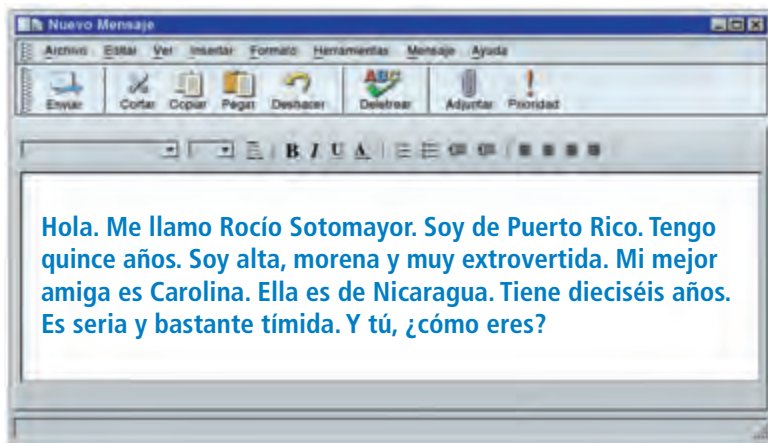 Nuevo Mensaje
Archivo Editar Ver Insertar Formato Herramientas Mensaje Ayuda
Enviar Cortar Copiar Pegar Deshacer Deletrear Adjuntar Prioridad
B I U A
Hola. Me llamo Rocío Sotomayor. Soy de Puerto Rico. Tengo
quince años. Soy alta, morena y muy extrovertida. Mi mejor
amiga es Carolina. Ella es de Nicaragua. Tiene dieciséis años.
Es seria y bastante tímida. Y tú, ¿cómo eres?